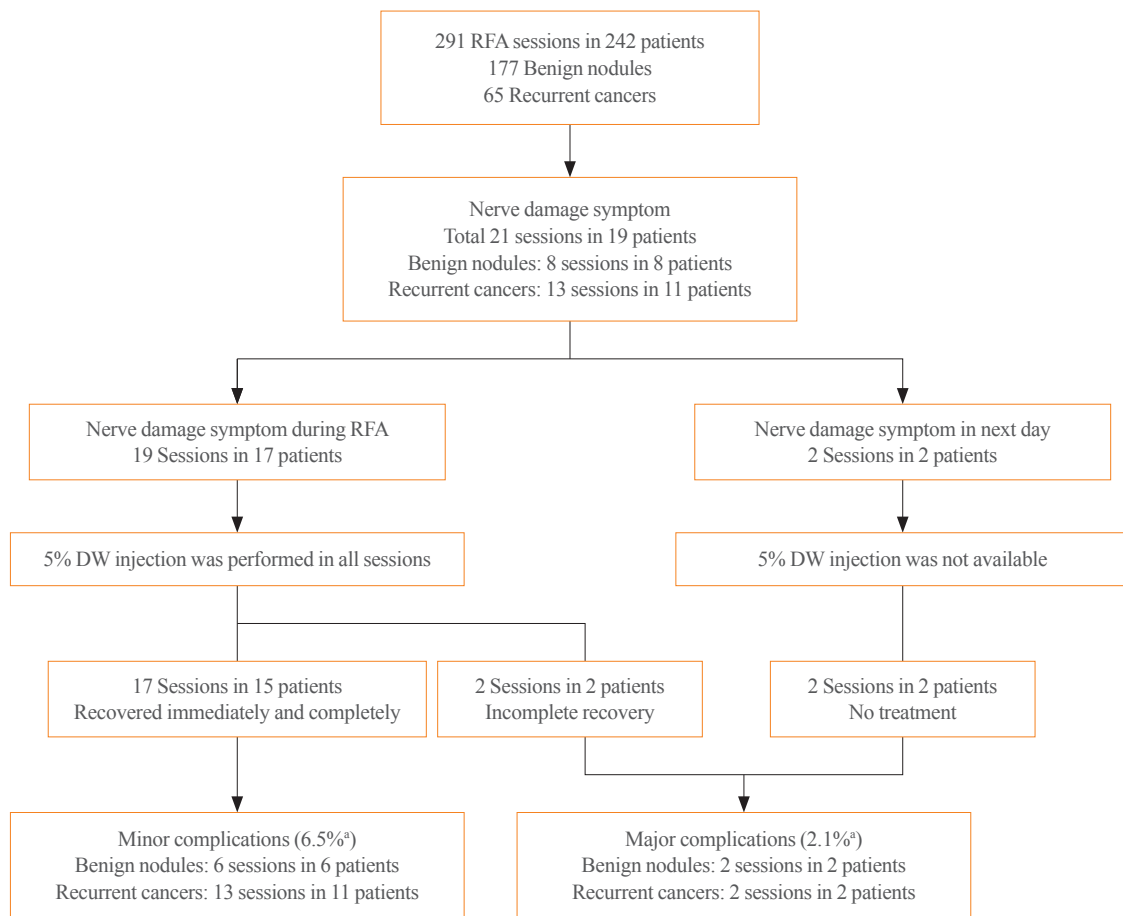 291 RFA sessions in 242 patients
177 Benign nodules
65 Recurrent cancers
Nerve damage symptom
Total 21 sessions in 19 patients
Benign nodules: 8 sessions in 8 patients
Recurrent cancers: 13 sessions in 11 patients
Nerve damage symptom during RFA
19 Sessions in 17 patients
Nerve damage symptom in next day
2 Sessions in 2 patients
5% DW injection was performed in all sessions
5% DW injection was not available
17 Sessions in 15 patients
Recovered immediately and completely
2 Sessions in 2 patients
Incomplete recovery
2 Sessions in 2 patients
No treatment
Minor complications (6.5%ᵃ)
Benign nodules: 6 sessions in 6 patients
Recurrent cancers: 13 sessions in 11 patients
Major complications (2.1%ᵃ)
Benign nodules: 2 sessions in 2 patients
Recurrent cancers: 2 sessions in 2 patients